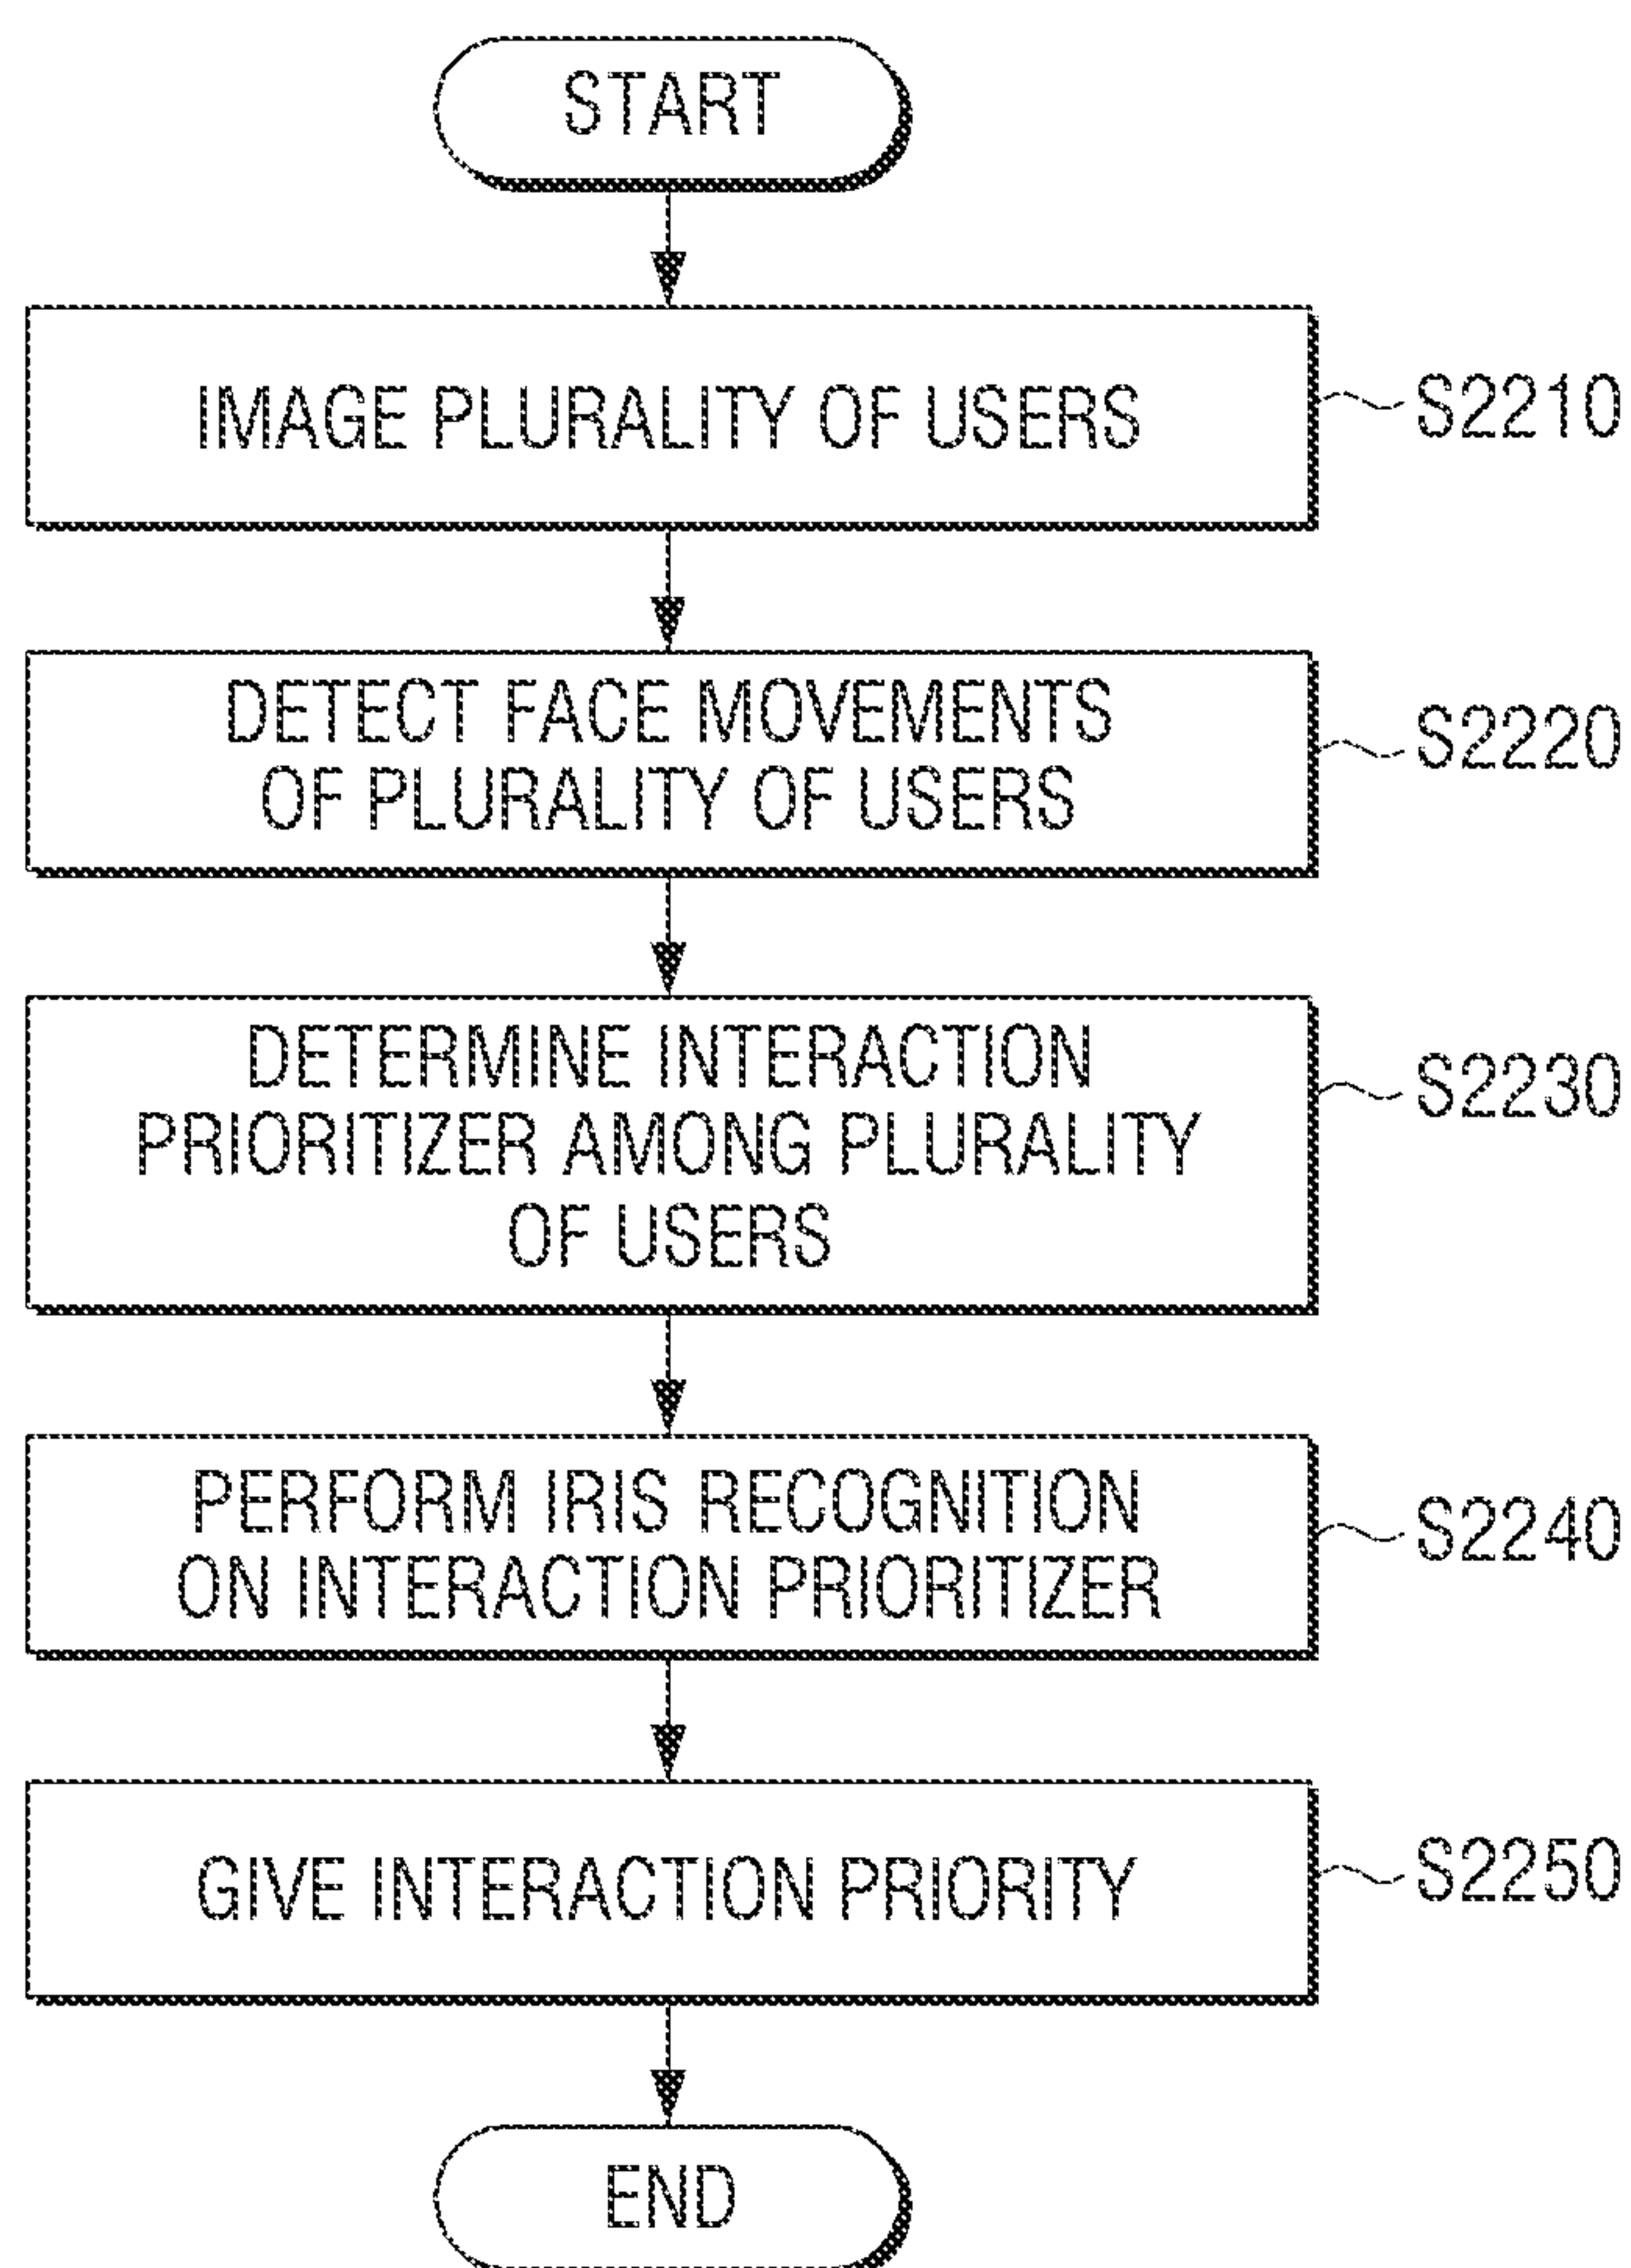 START
IMAGE PLURALITY OF USERS
S2210
DETECT FACE MOVEMENTS
OF PLURALITY OF USERS
S2220
DETERMINE INTERACTION
PRIORITIZER AMONG PLURALITY
OF USERS
S2230
PERFORM IRIS RECOGNITION
ON INTERACTION PRIORITIZER
S2240
GIVE INTERACTION PRIORITY
S2250
END